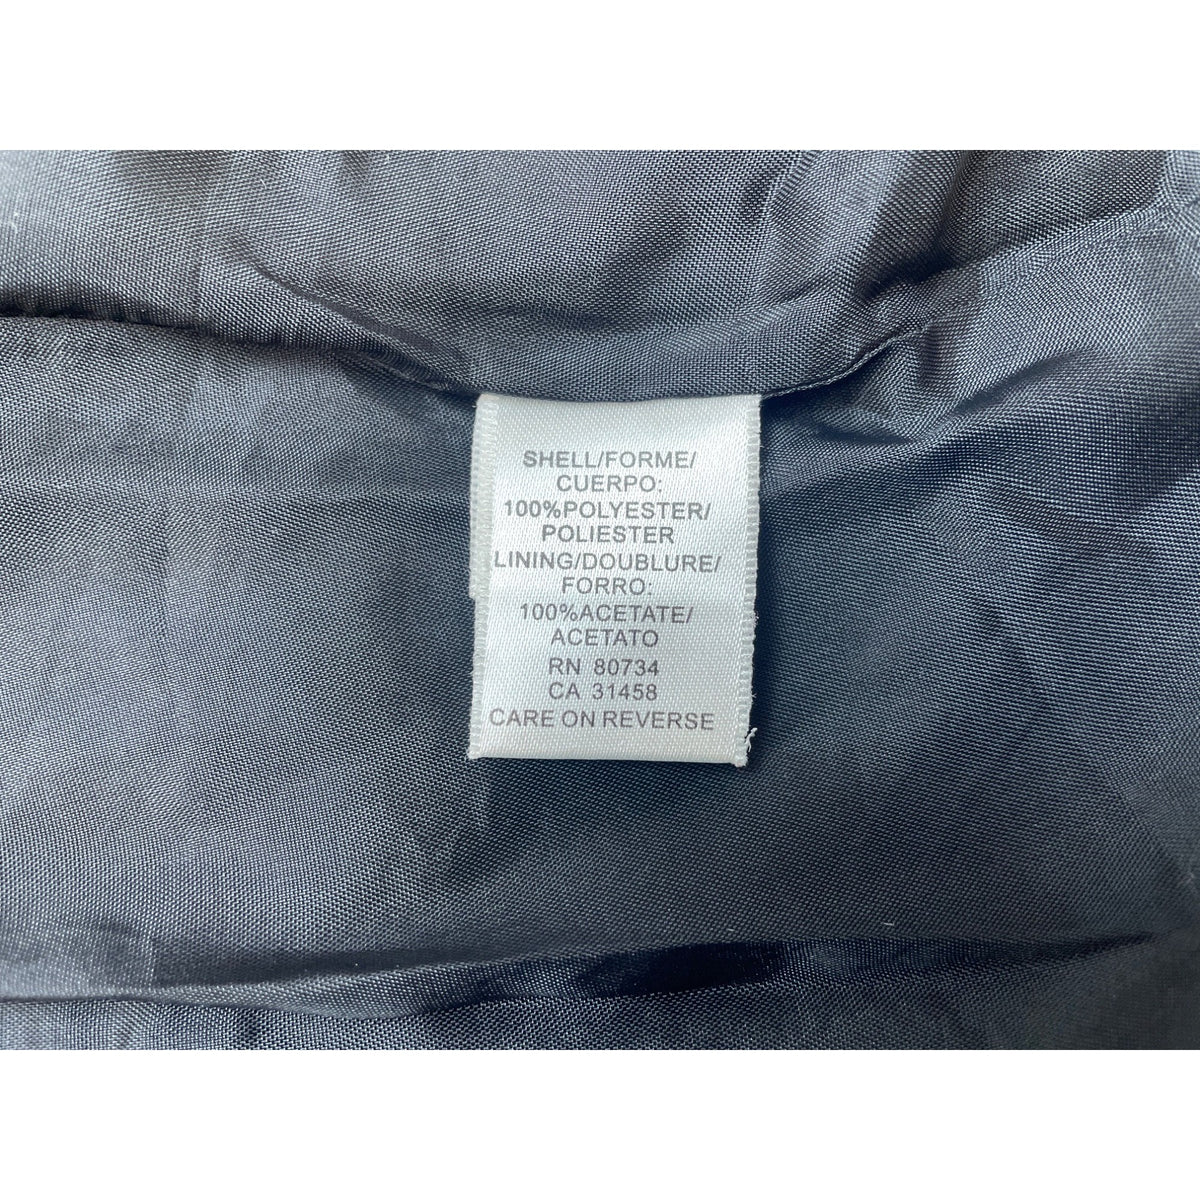 SHELL/FORME/
CUERPO:
100%POLYESTER/
POLIESTER
LINING/DOUBLURE/
FORRO:
100%ACETATE/
ACETATO
RN 80734
CA 31458
CARE ON REVERSE